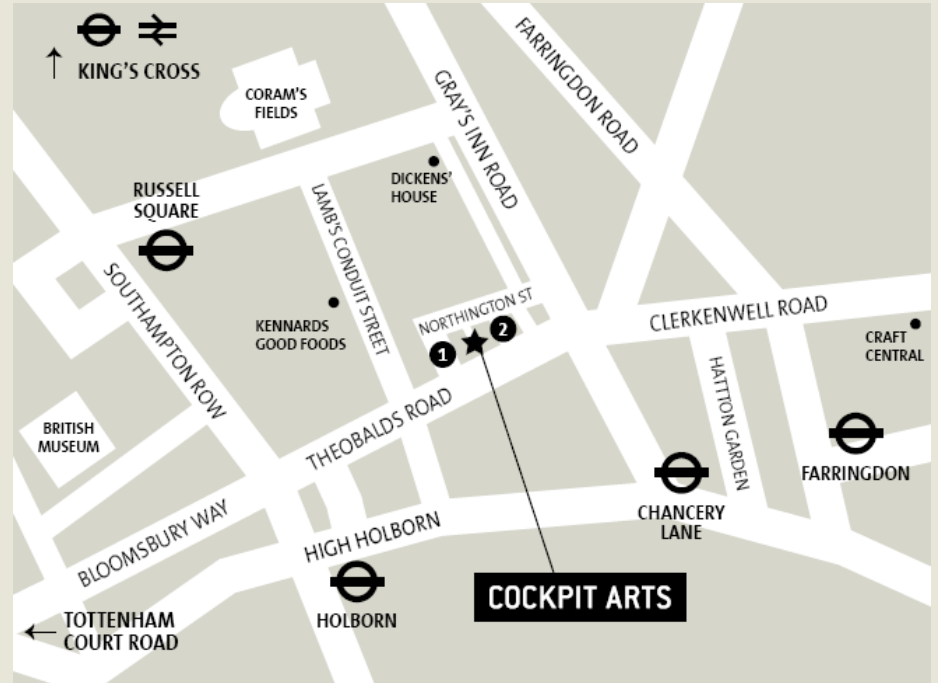 KING'S CROSS
CORAM'S
FIELDS
GRAY'S INN ROAD
FARRINGDON ROAD
DICKENS'
HOUSE
RUSSELL
SQUARE
LAMB'S CONDUIT STREET
SOUTHAMPTON ROW
KENNARDS
GOOD FOODS
NORTHINGTON ST
1
2
CLERKENWELL ROAD
CRAFT
CENTRAL
HATTTON GARDEN
THEOBALDS ROAD
BRITISH
MUSEUM
FARRINGDON
CHANCERY
LANE
BLOOMSBURY WAY
HIGH HOLBORN
HOLBORN
COCKPIT ARTS
TOTTENHAM
COURT ROAD